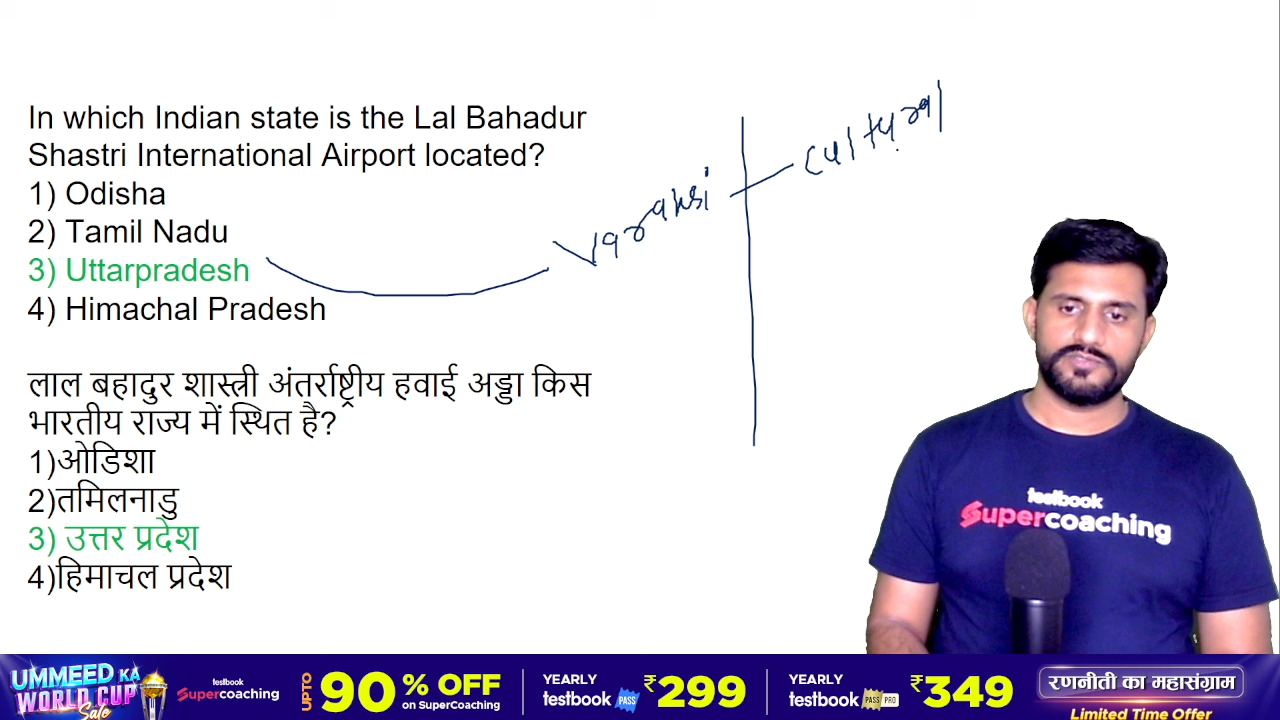 In which Indian state is the Lal Bahadur
Shastri International Airport located?
1) Odisha
2) Tamil Nadu
3) Uttarpradesh
4) Himachal Pradesh
लाल बहादुर शास्त्री अंतर्राष्ट्रीय हवाई अड्डा किस
भारतीय राज्य में स्थित है?
1)ओडिशा
2)तमिलनाडु
3) उत्तर प्रदेश
4)हिमाचल प्रदेश
Varansi
Cultural
testbook
Supercoaching
UMMEED KA
WORLD CUP
Sale
testbook
Supercoaching
UPTO 90 % OFF
on SuperCoaching
YEARLY
testbook PASS ₹299
YEARLY
testbook PASS PRO ₹349
रणनीती का महासंग्राम
Limited Time Offer